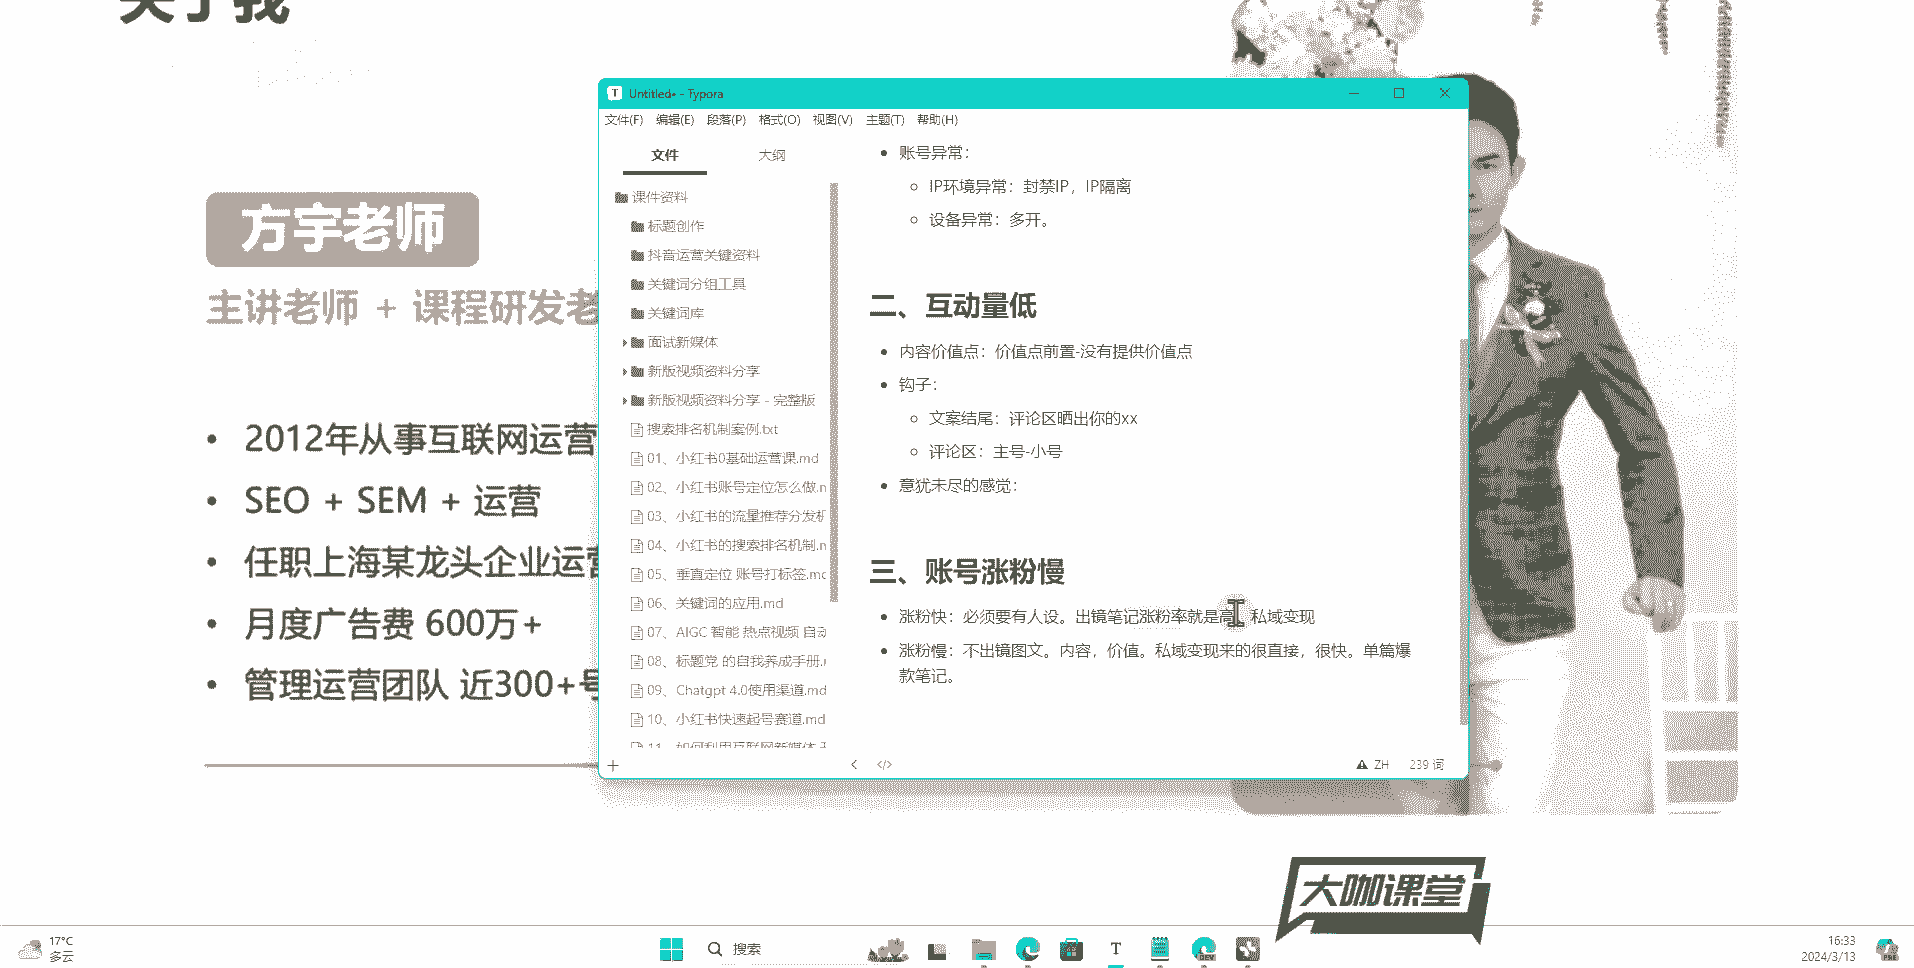 关于我
方宇老师
主讲老师 + 课程研发老
2012年从事互联网运营
SEO + SEM + 运营
任职上海某龙头企业运营
月度广告费 600万+
管理运营团队 近300+号
Untitled• - Typora
文件(F) 编辑(E) 段落(P) 格式(O) 视图(V) 主题(T) 帮助(H)
文件 大纲
课件资料
标题创作
抖音运营关键资料
关键词分组工具
关键词库
面试新媒体
新版视频资料分享
新版视频资料分享 - 完整版
搜索排名机制案例.txt
01、小红书0基础运营课.md
02、小红书账号定位怎么做.m
03、小红书的流量推荐分发机
04、小红书的搜索排名机制.m
05、垂直定位 账号打标签.mc
06、关键词的应用.md
07、AIGC 智能 热点视频 自动
08、标题党 的自我养成手册.
09、Chatgpt 4.0使用渠道.md
10、小红书快速起号赛道.md
11、如何利用互联网新媒体
账号异常：
IP环境异常：封禁IP，IP隔离
设备异常：多开。
二、互动量低
内容价值点：价值点前置-没有提供价值点
钩子：
文案结尾：评论区晒出你的xx
评论区：主号-小号
意犹未尽的感觉：
三、账号涨粉慢
涨粉快：必须要有人设。出镜笔记涨粉率就是高 私域变现
涨粉慢：不出镜图文。内容，价值。私域变现来的很直接，很快。单篇爆
款笔记。
ZH 239 词
大咖课堂
17°C
多云
搜索
16:33
2024/3/13